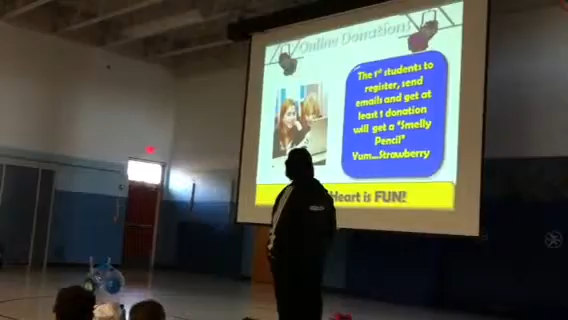 Online Donations
The 1st students to
register, send
emails and get at
least 1 donation
will get a "Smelly
Pencil"
Yum...Strawberry
Heart is FUN!